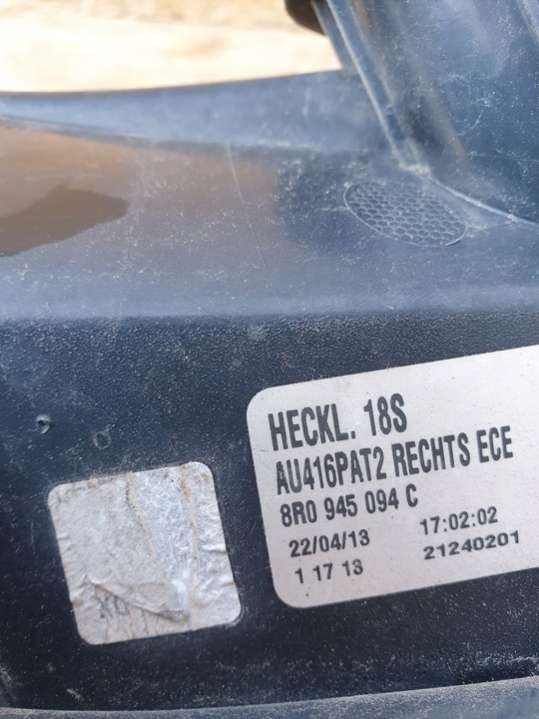 HECKL. 18S
AU416PAT2 RECHTS ECE
8R0 945 094 C
22/04/13 17:02:02
1 17 13 21240201